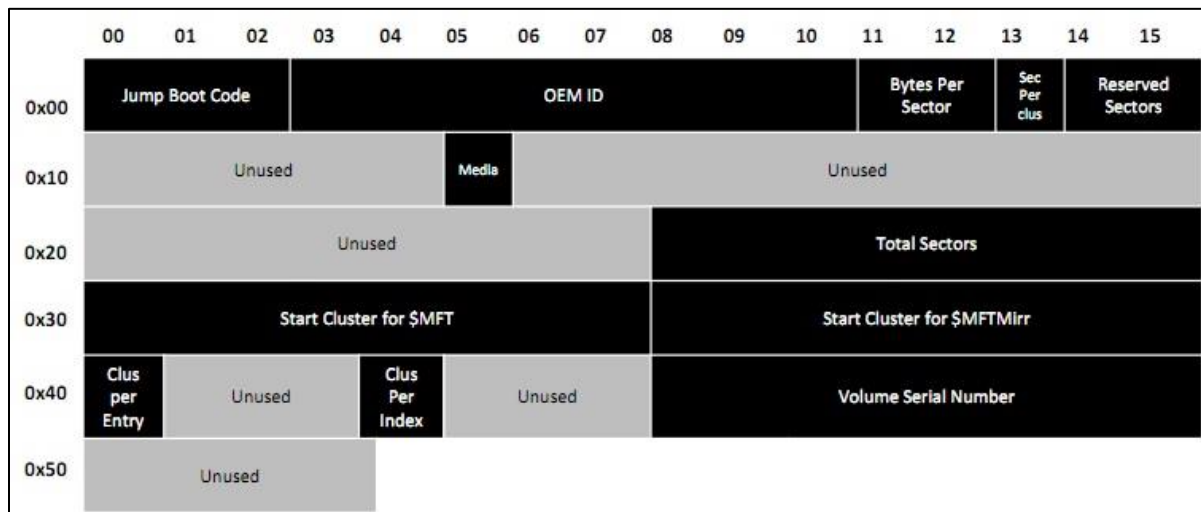 00 01 02 03 04 05 06 07 08 09 10 11 12 13 14 15
0x00 Jump Boot Code OEM ID Bytes Per Sector Sec Per clus Reserved Sectors
0x10 Unused Media Unused
0x20 Unused Total Sectors
0x30 Start Cluster for $MFT Start Cluster for $MFTMirr
0x40 Clus per Entry Unused Clus Per Index Unused Volume Serial Number
0x50 Unused